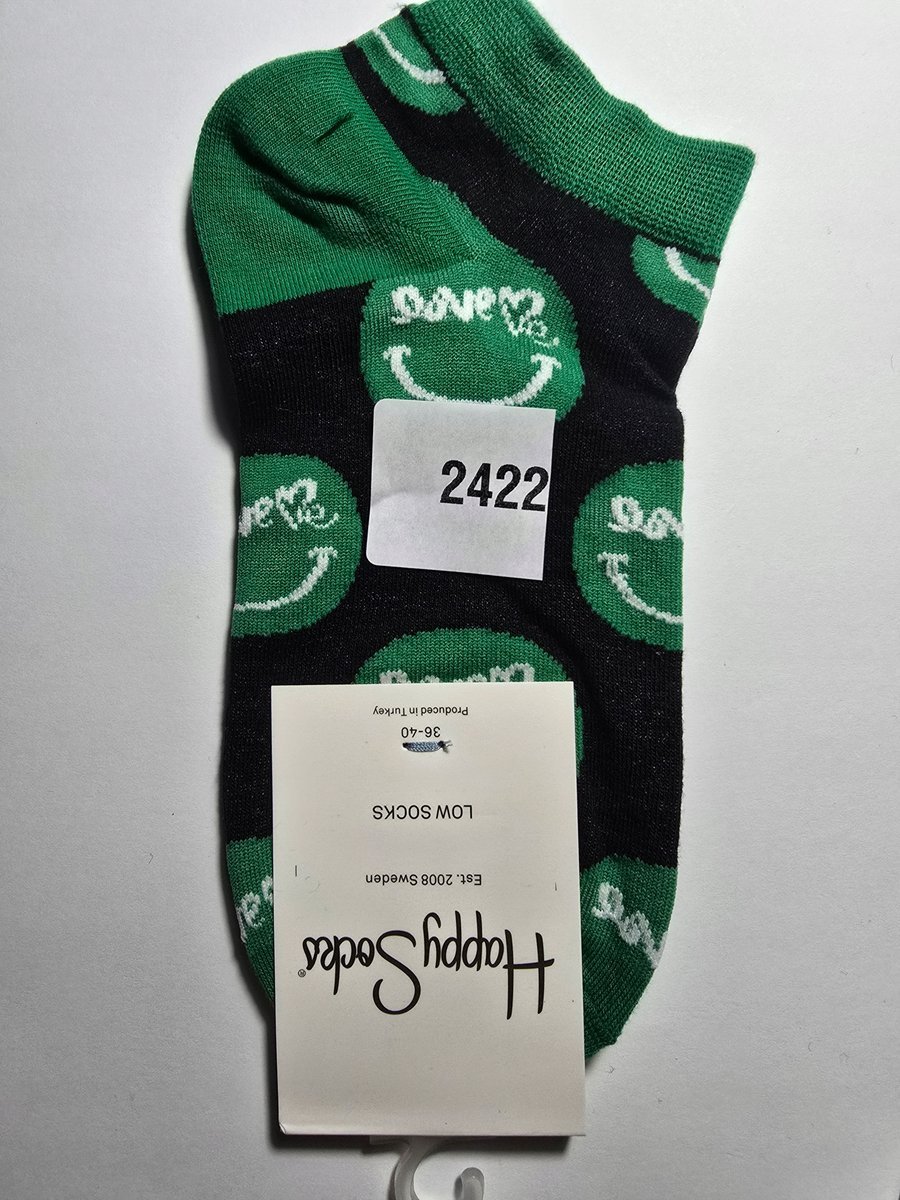 2422
Happy Socks®
Est. 2008 Sweden
LOW SOCKS
36-40
Produced in Turkey